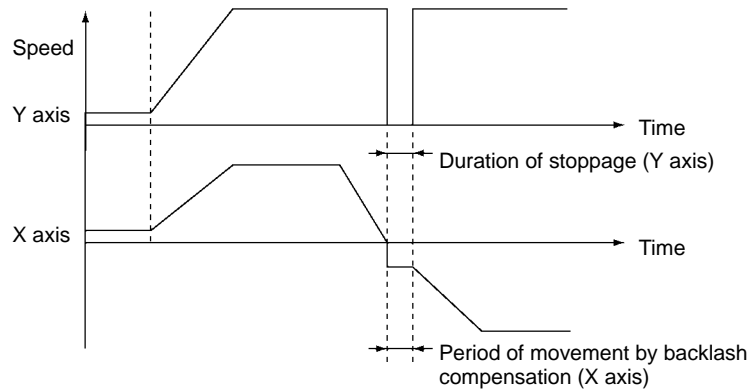 Speed
Y axis
Time
Duration of stoppage (Y axis)
X axis
Time
Period of movement by backlash
compensation (X axis)